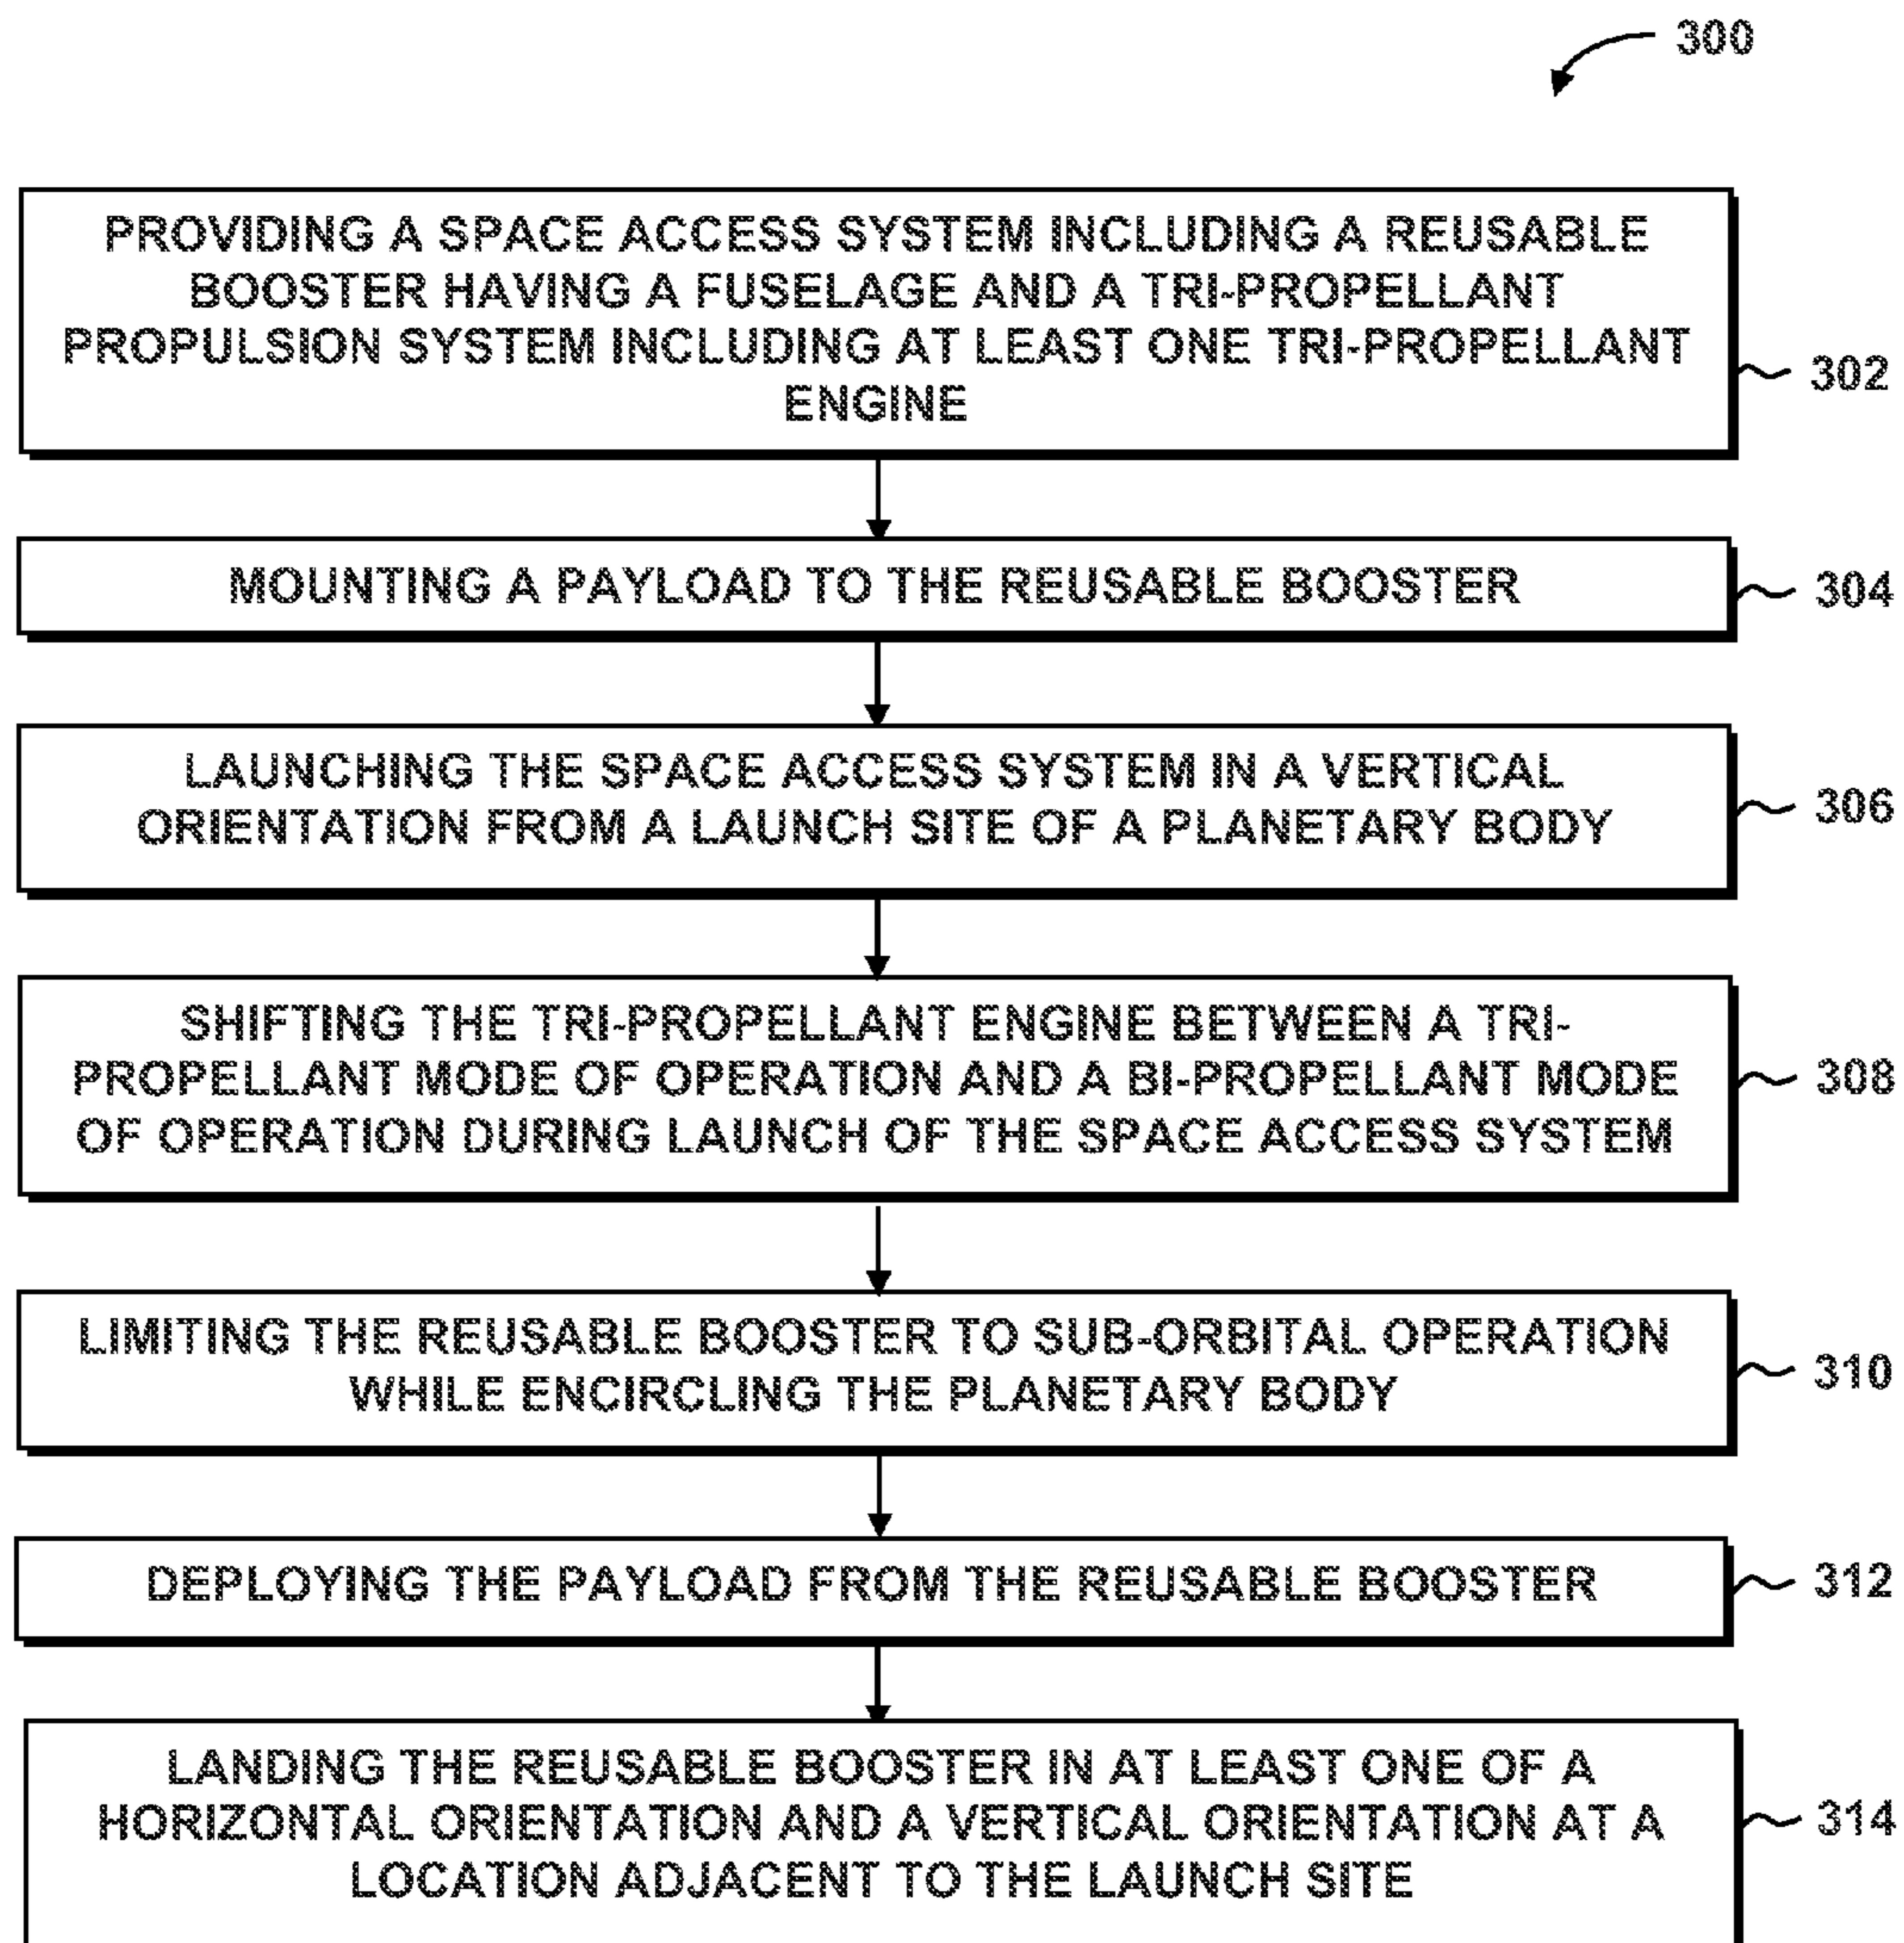 300
PROVIDING A SPACE ACCESS SYSTEM INCLUDING A REUSABLE
BOOSTER HAVING A FUSELAGE AND A TRI-PROPELLANT
PROPULSION SYSTEM INCLUDING AT LEAST ONE TRI-PROPELLANT
ENGINE
302
MOUNTING A PAYLOAD TO THE REUSABLE BOOSTER
304
LAUNCHING THE SPACE ACCESS SYSTEM IN A VERTICAL
ORIENTATION FROM A LAUNCH SITE OF A PLANETARY BODY
306
SHIFTING THE TRI-PROPELLANT ENGINE BETWEEN A TRI-
PROPELLANT MODE OF OPERATION AND A BI-PROPELLANT MODE
OF OPERATION DURING LAUNCH OF THE SPACE ACCESS SYSTEM
308
LIMITING THE REUSABLE BOOSTER TO SUB-ORBITAL OPERATION
WHILE ENCIRCLING THE PLANETARY BODY
310
DEPLOYING THE PAYLOAD FROM THE REUSABLE BOOSTER
312
LANDING THE REUSABLE BOOSTER IN AT LEAST ONE OF A
HORIZONTAL ORIENTATION AND A VERTICAL ORIENTATION AT A
LOCATION ADJACENT TO THE LAUNCH SITE
314